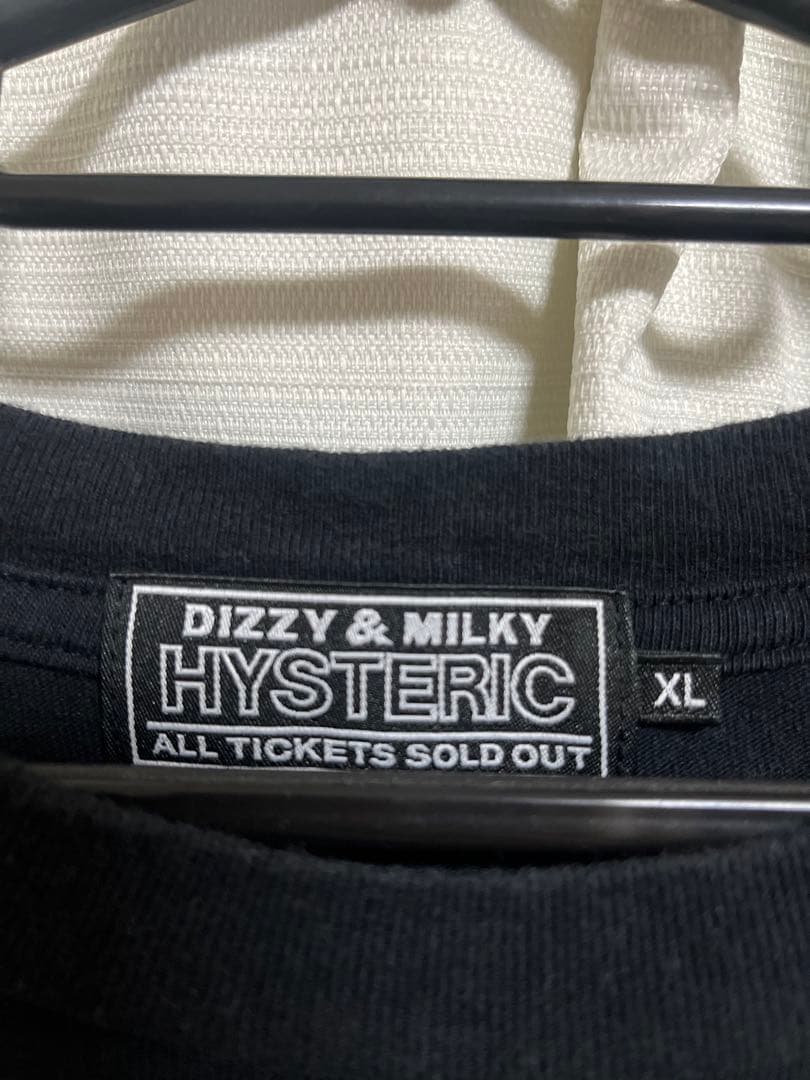 DIZZY & MILKY
HYSTERIC
XL
ALL TICKETS SOLD OUT